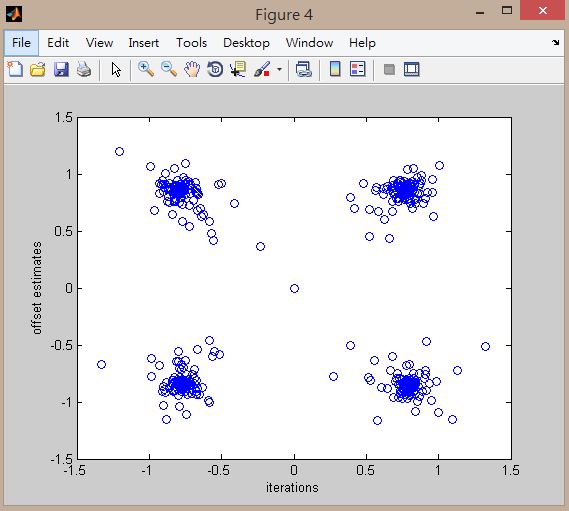 Figure 4
File Edit View Insert Tools Desktop Window Help
1.5
1
0.5
0
-0.5
-1
-1.5
offset estimates
-1.5 -1 -0.5 0 0.5 1 1.5
iterations